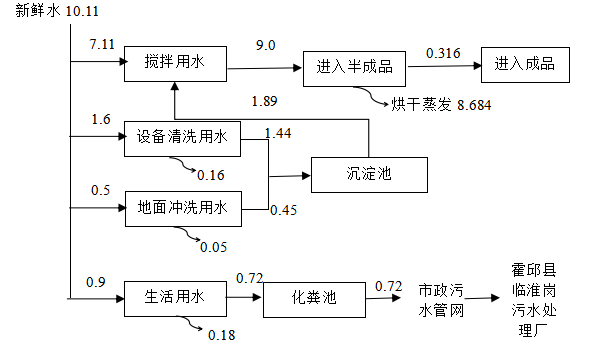 新鲜水 10.11
7.11
搅拌用水
9.0
进入半成品
0.316
进入成品
烘干蒸发 8.684
1.89
1.6
设备清洗用水
1.44
0.16
沉淀池
0.5
地面冲洗用水
0.45
0.05
0.9
生活用水
0.72
化粪池
0.72
市政污
水管网
霍邱县
临淮岗
污水处
理厂
0.18